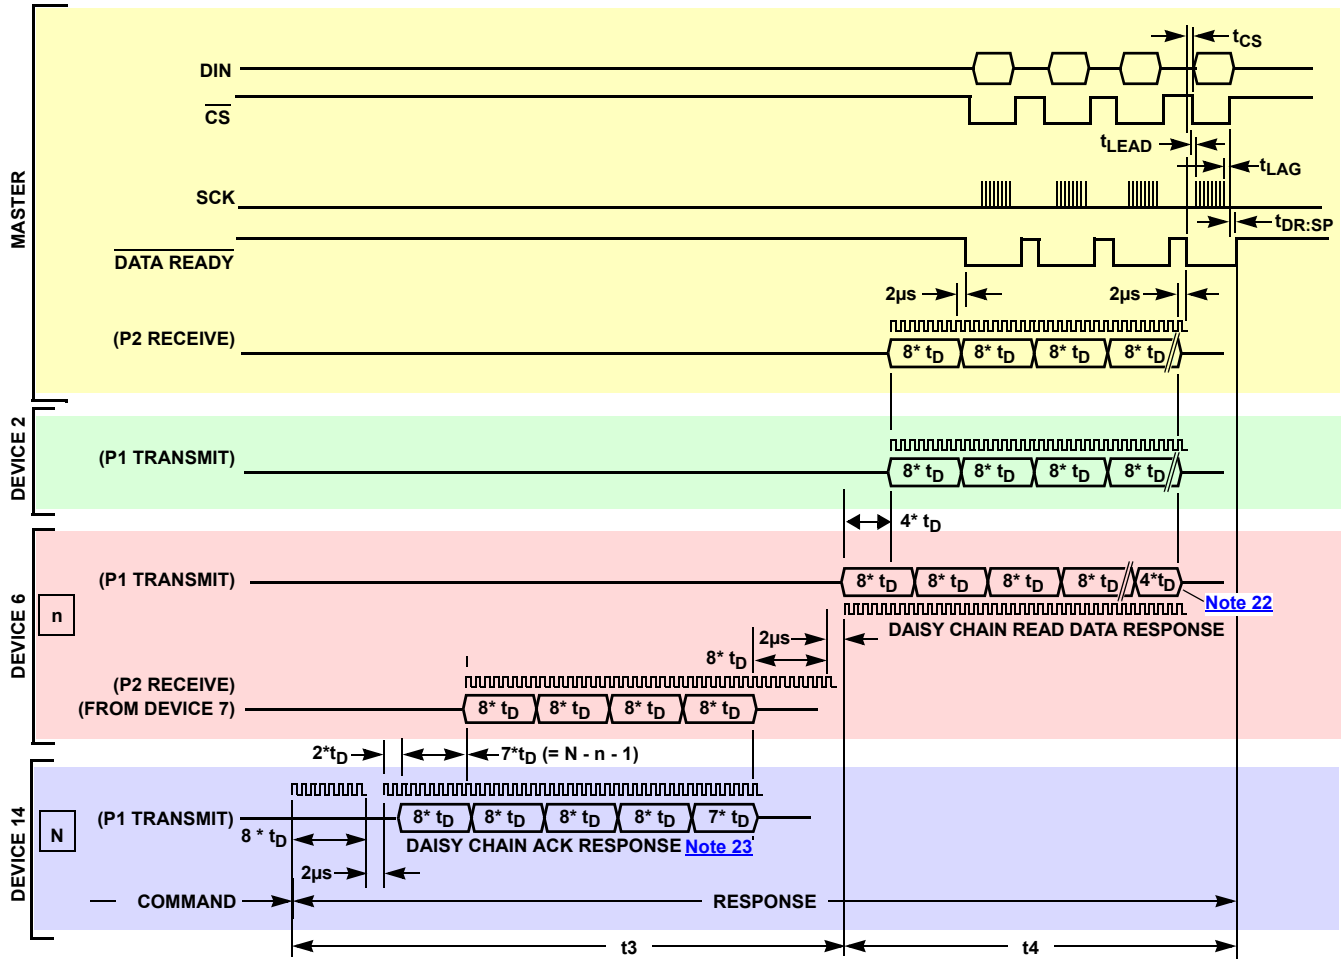 MASTER
DIN
tCS
CS
tLEAD
tLAG
SCK
tDR:SP
DATA READY
2µs
2µs
(P2 RECEIVE)
8* tD 8* tD 8* tD 8* tD
DEVICE 2
(P1 TRANSMIT)
8* tD 8* tD 8* tD 8* tD
4* tD
DEVICE 6
n
(P1 TRANSMIT)
8* tD 8* tD 8* tD 8* tD 4*tD
Note 22
DAISY CHAIN READ DATA RESPONSE
2µs
8* tD
(P2 RECEIVE)
(FROM DEVICE 7)
8* tD 8* tD 8* tD 8* tD
2*tD
7*tD (= N - n - 1)
DEVICE 14
N
(P1 TRANSMIT)
8* tD 8* tD 8* tD 8* tD 7* tD
8 * tD
DAISY CHAIN ACK RESPONSE Note 23
2µs
COMMAND
RESPONSE
t3
t4